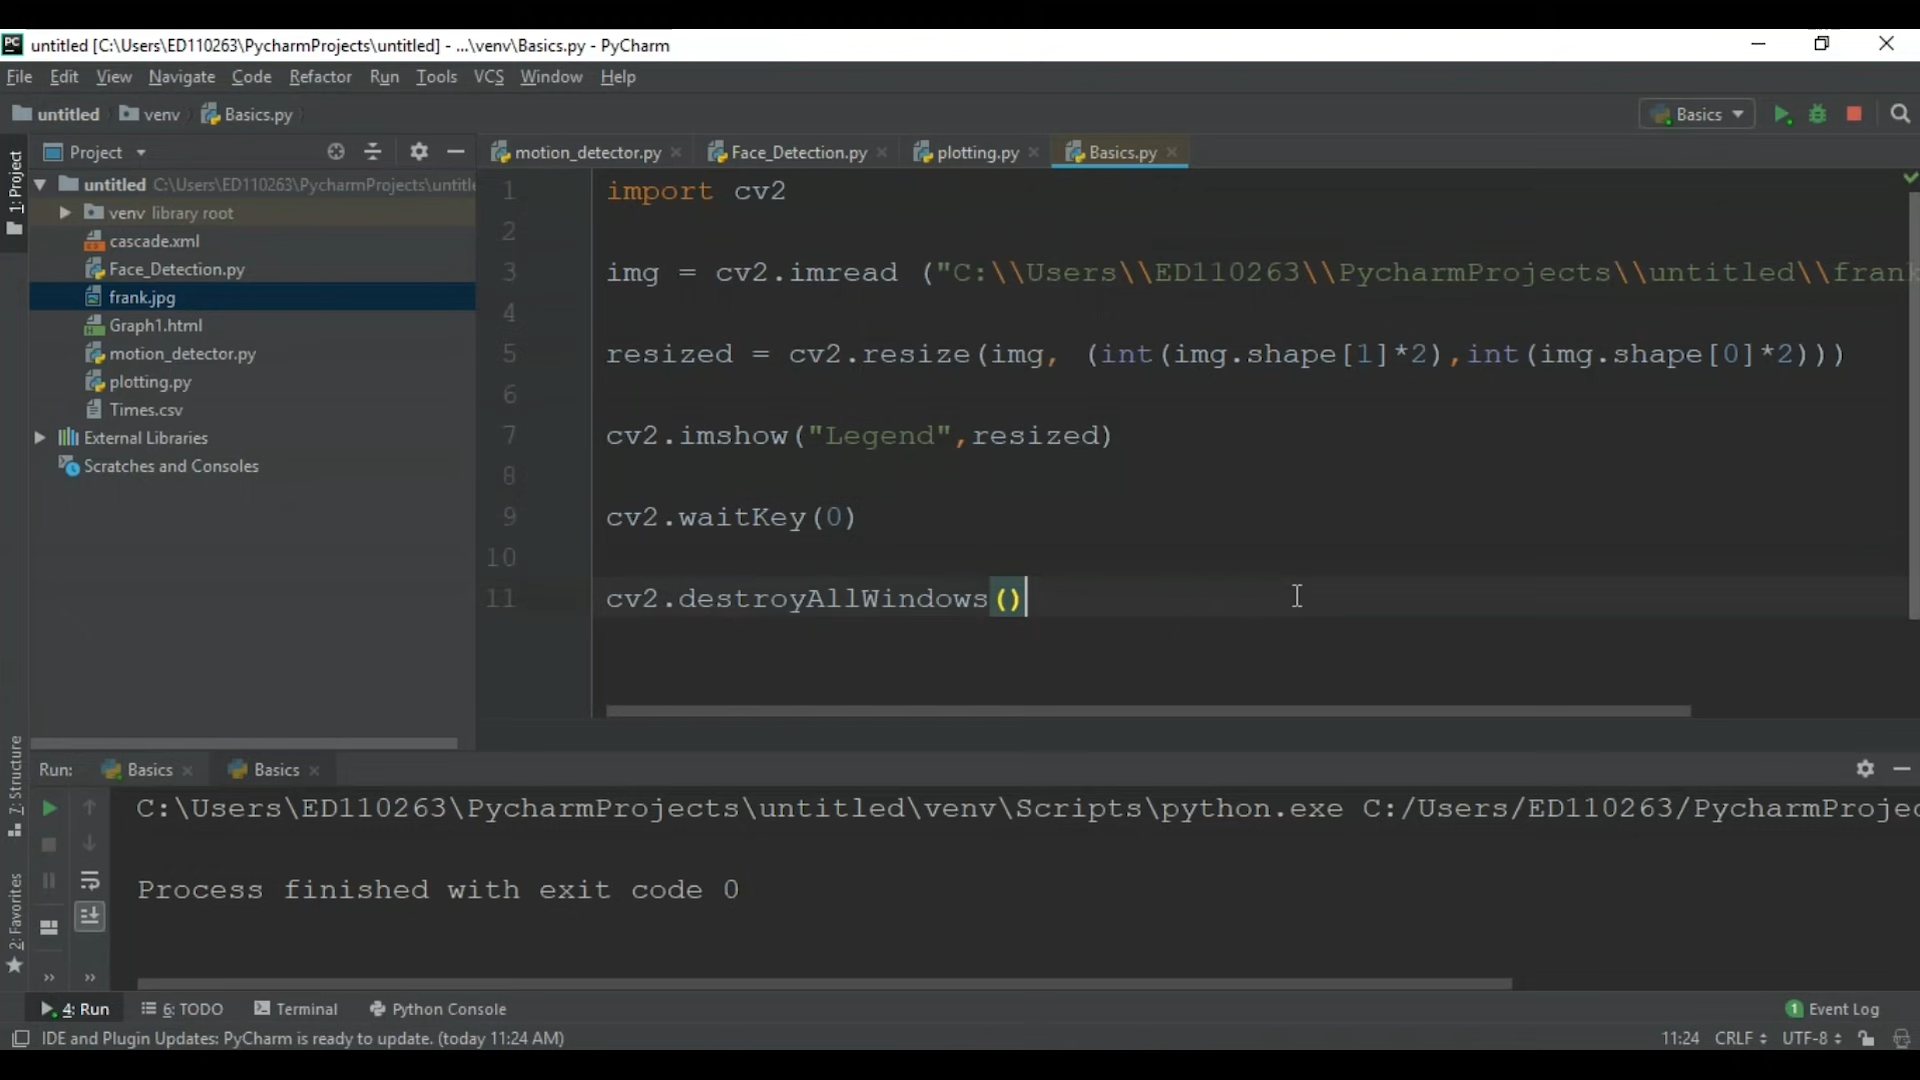 PC untitled [C:\Users\ED110263\PycharmProjects\untitled] - ...\venv\Basics.py - PyCharm
File Edit View Navigate Code Refactor Run Tools VCS Window Help
untitled venv Basics.py Basics
1: Project
Project
motion_detector.py Face_Detection.py plotting.py Basics.py
untitled C:\Users\ED110263\PycharmProjects\untitle
venv library root
cascade.xml
Face_Detection.py
frank.jpg
Graph1.html
motion_detector.py
plotting.py
Times.csv
External Libraries
Scratches and Consoles
1 import cv2
2
3 img = cv2.imread ("C:\\Users\\ED110263\\PycharmProjects\\untitled\\frank
4
5 resized = cv2.resize(img, (int(img.shape[1]*2),int(img.shape[0]*2)))
6
7 cv2.imshow("Legend",resized)
8
9 cv2.waitKey(0)
10
11 cv2.destroyAllWindows()
7: Structure
2: Favorites
Run: Basics Basics
C:\Users\ED110263\PycharmProjects\untitled\venv\Scripts\python.exe C:/Users/ED110263/PycharmProjec
Process finished with exit code 0
4: Run 6: TODO Terminal Python Console 1 Event Log
IDE and Plugin Updates: PyCharm is ready to update. (today 11:24 AM) 11:24 CRLF UTF-8